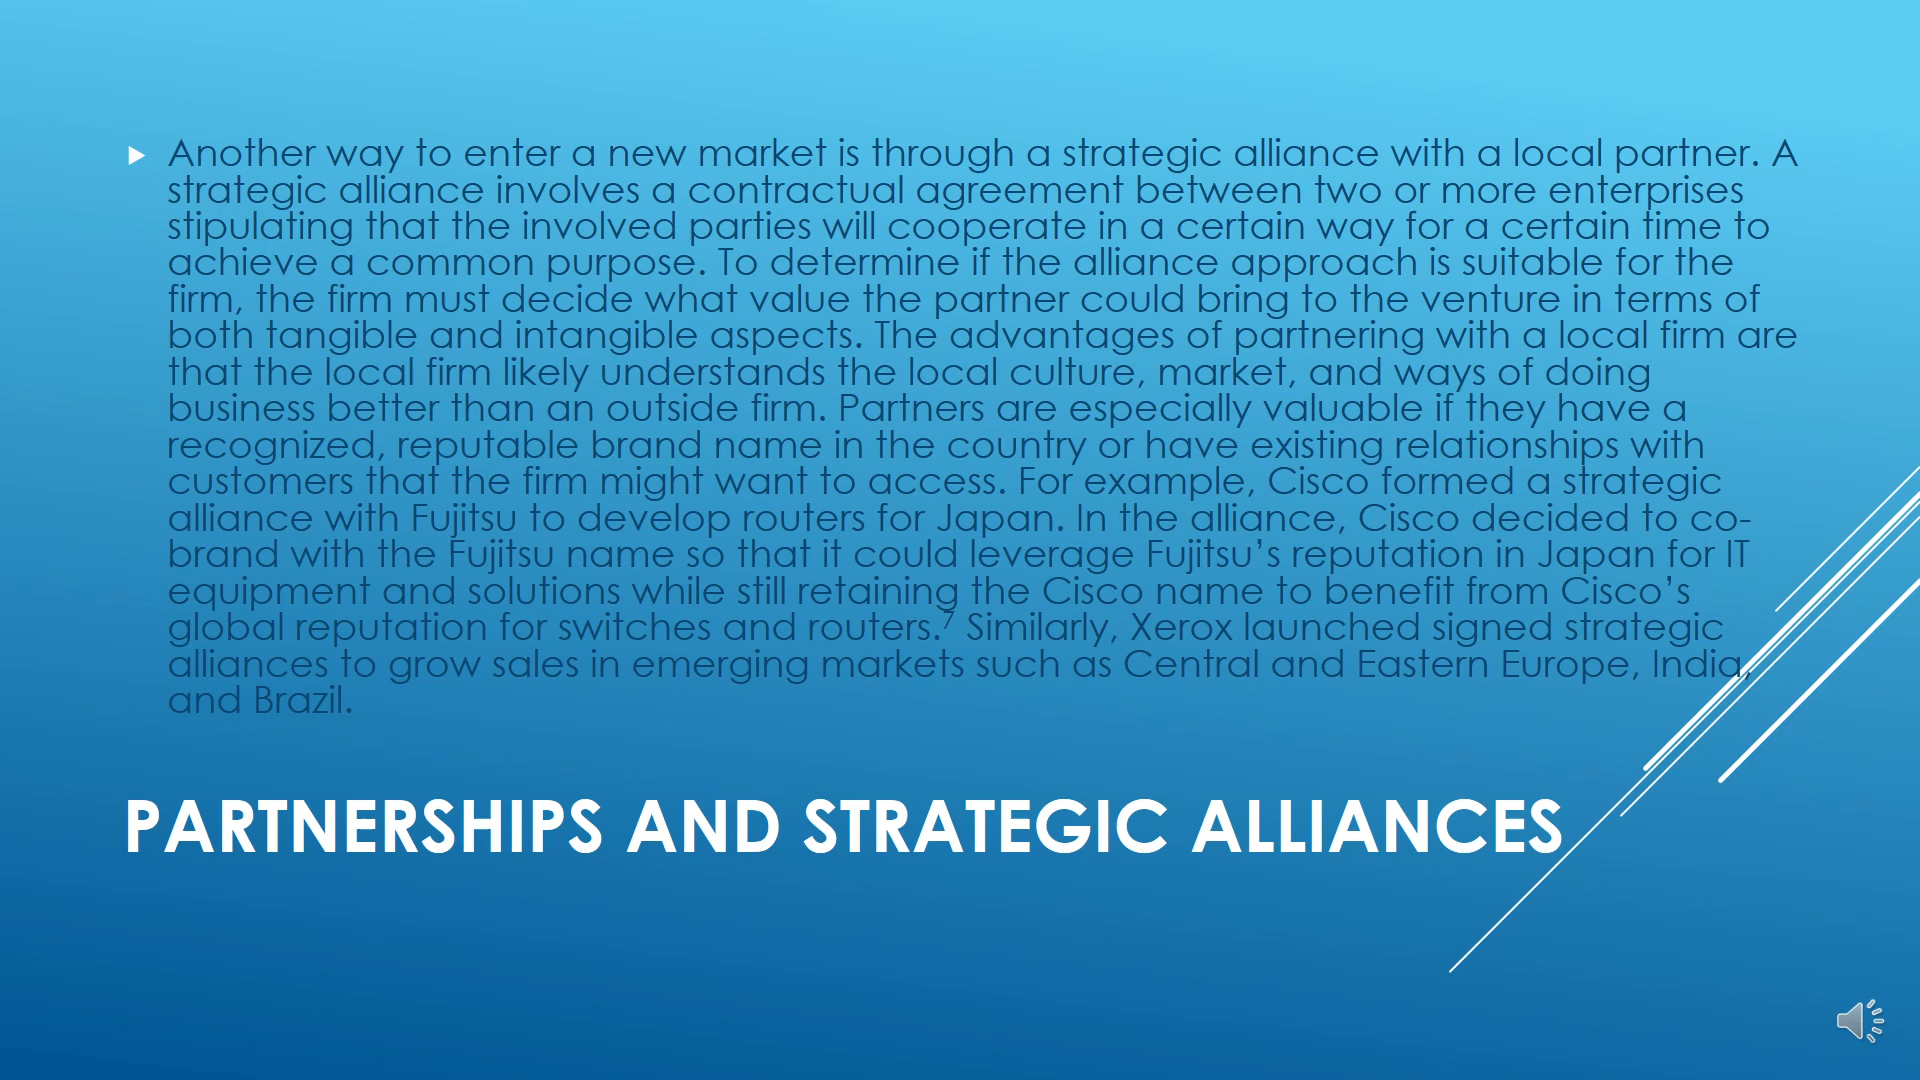 Another way to enter a new market is through a strategic alliance with a local partner. A
strategic alliance involves a contractual agreement between two or more enterprises
stipulating that the involved parties will cooperate in a certain way for a certain time to
achieve a common purpose. To determine if the alliance approach is suitable for the
firm, the firm must decide what value the partner could bring to the venture in terms of
both tangible and intangible aspects. The advantages of partnering with a local firm are
that the local firm likely understands the local culture, market, and ways of doing
business better than an outside firm. Partners are especially valuable if they have a
recognized, reputable brand name in the country or have existing relationships with
customers that the firm might want to access. For example, Cisco formed a strategic
alliance with Fujitsu to develop routers for Japan. In the alliance, Cisco decided to co-
brand with the Fujitsu name so that it could leverage Fujitsu’s reputation in Japan for IT
equipment and solutions while still retaining the Cisco name to benefit from Cisco’s
global reputation for switches and routers.⁷ Similarly, Xerox launched signed strategic
alliances to grow sales in emerging markets such as Central and Eastern Europe, India,
and Brazil.
PARTNERSHIPS AND STRATEGIC ALLIANCES